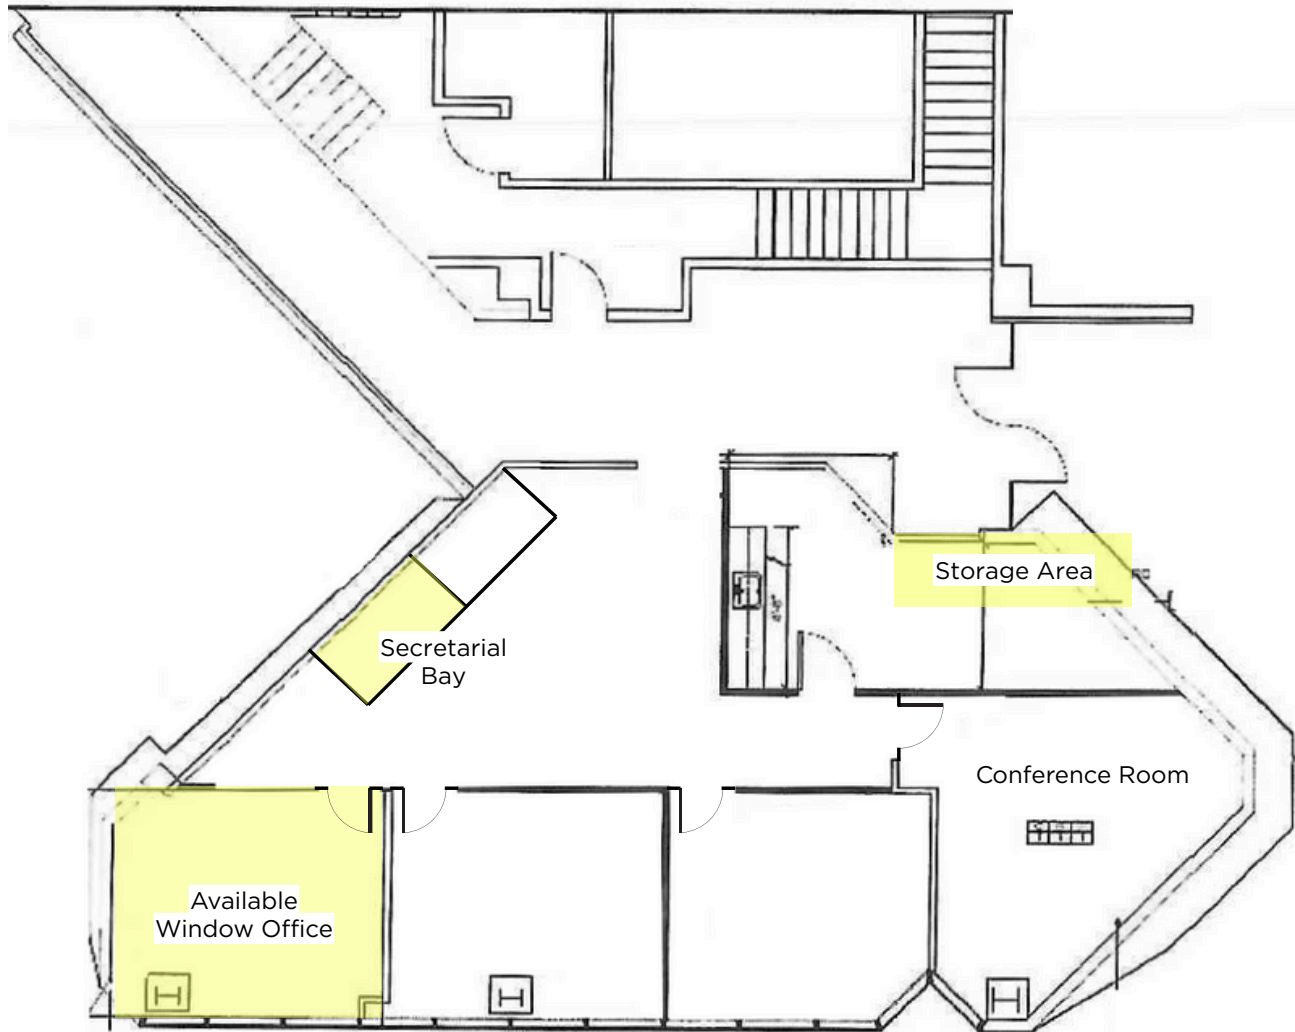 Storage Area
Secretarial
Bay
Conference Room
Available
Window Office